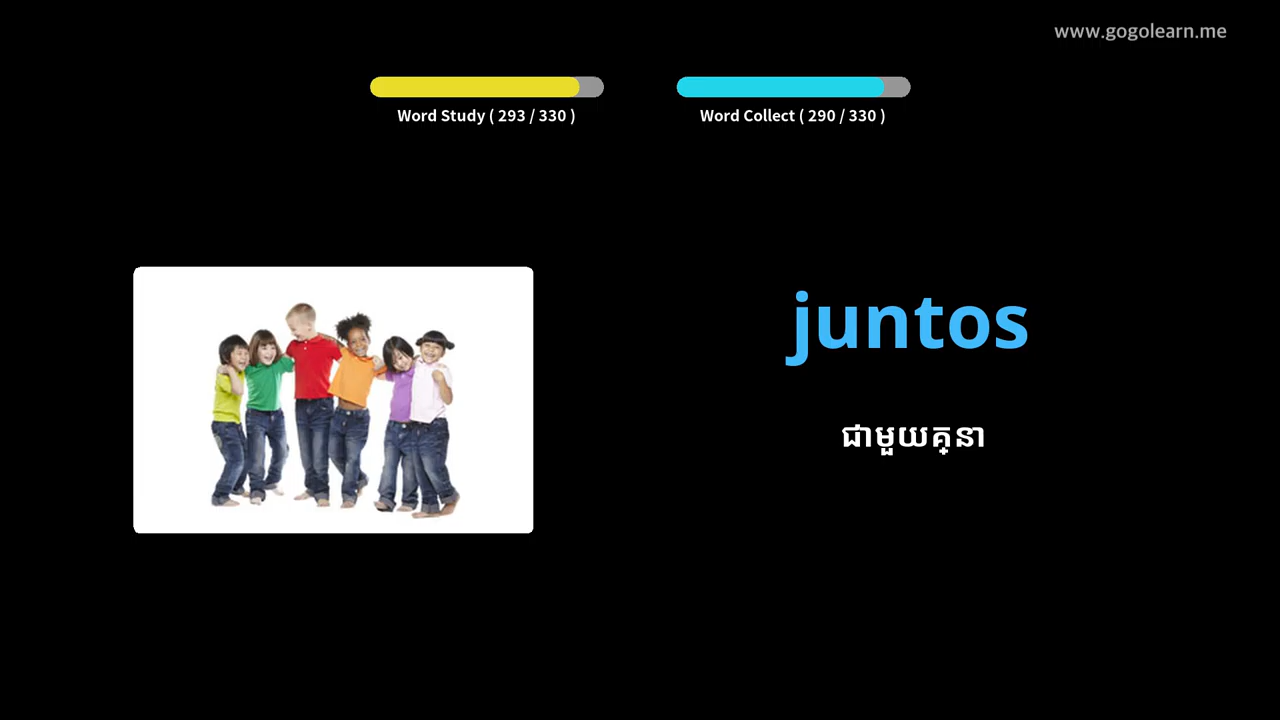 www.gogolearn.me
Word Study ( 293 / 330 )
Word Collect ( 290 / 330 )
juntos
ជាមួយគ្នា